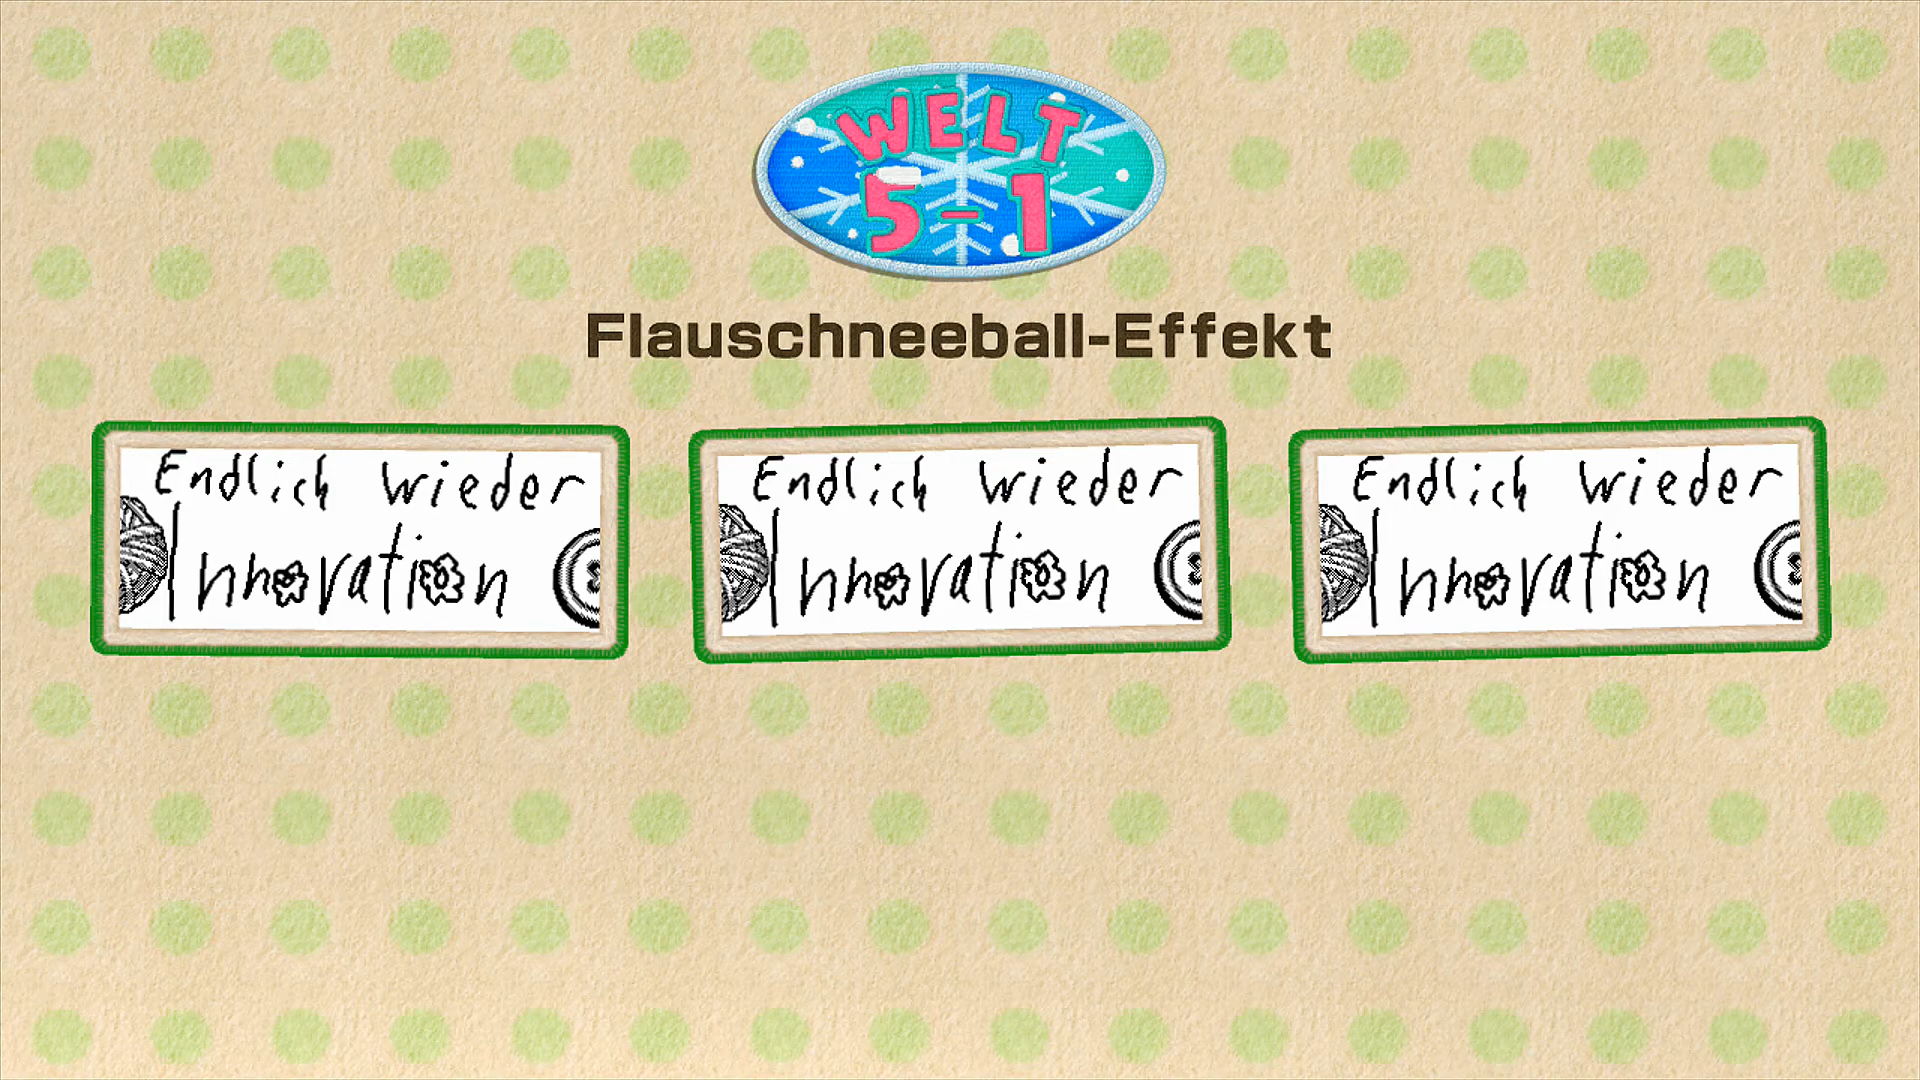 WELT
5-1
Flauschneeball-Effekt
Endlich wieder
Innovation
Endlich wieder
Innovation
Endlich wieder
Innovation